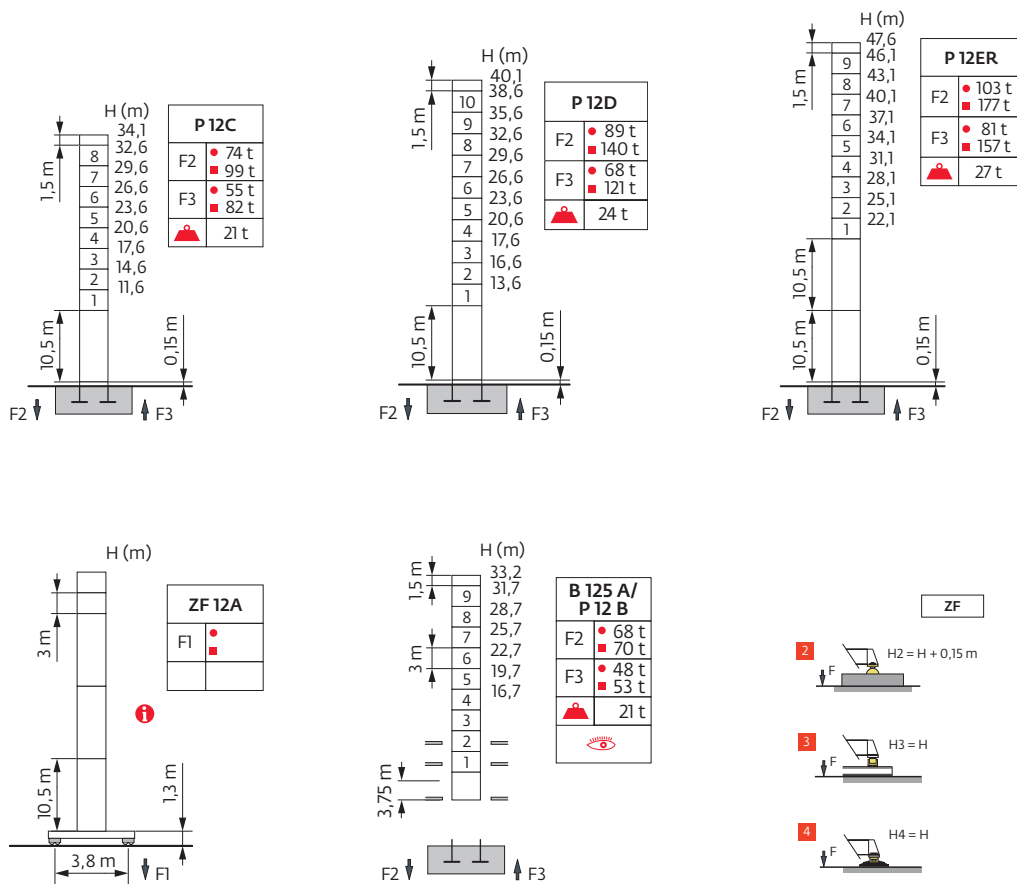 H (m)
34,1
32,6
29,6
26,6
23,6
20,6
17,6
14,6
11,6
1,5 m
8
7
6
5
4
3
2
1
10,5 m
0,15 m
F2
F3
P 12C
F2
74 t
99 t
F3
55 t
82 t
21 t
H (m)
40,1
38,6
35,6
32,6
29,6
26,6
23,6
20,6
17,6
16,6
13,6
1,5 m
10
9
8
7
6
5
4
3
2
1
10,5 m
0,15 m
F2
F3
P 12D
F2
89 t
140 t
F3
68 t
121 t
24 t
H (m)
47,6
46,1
43,1
40,1
37,1
34,1
31,1
28,1
25,1
22,1
1,5 m
9
8
7
6
5
4
3
2
1
10,5 m
10,5 m
0,15 m
F2
F3
P 12ER
F2
103 t
177 t
F3
81 t
157 t
27 t
H (m)
3 m
10,5 m
1,3 m
3,8 m
F1
ZF 12A
F1
i
H (m)
33,2
31,7
28,7
25,7
22,7
19,7
16,7
1,5 m
3 m
9
8
7
6
5
4
3
2
1
3,75 m
F2
F3
B 125 A/
P 12 B
F2
68 t
70 t
F3
48 t
53 t
21 t
ZF
2
F
H2 = H + 0,15 m
3
F
H3 = H
4
F
H4 = H